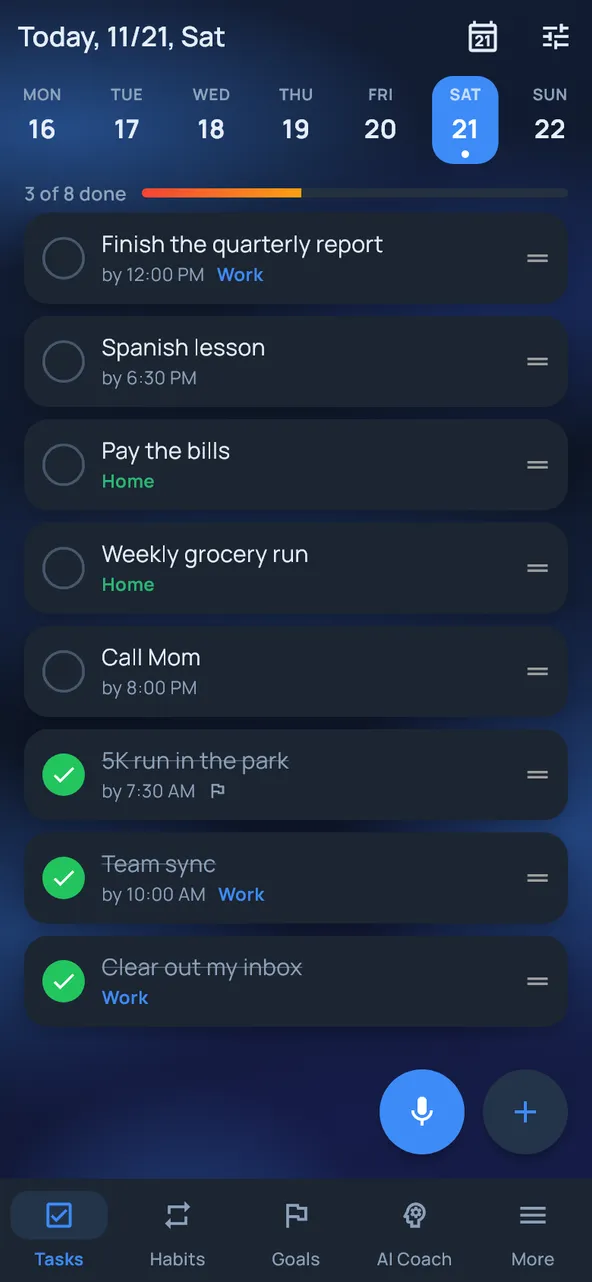 Today, 11/21, Sat
21
MON TUE WED THU FRI SAT SUN
16 17 18 19 20 21 22
3 of 8 done
Finish the quarterly report
by 12:00 PM Work
Spanish lesson
by 6:30 PM
Pay the bills
Home
Weekly grocery run
Home
Call Mom
by 8:00 PM
5K run in the park
by 7:30 AM
Team sync
by 10:00 AM Work
Clear out my inbox
Work
Tasks Habits Goals AI Coach More